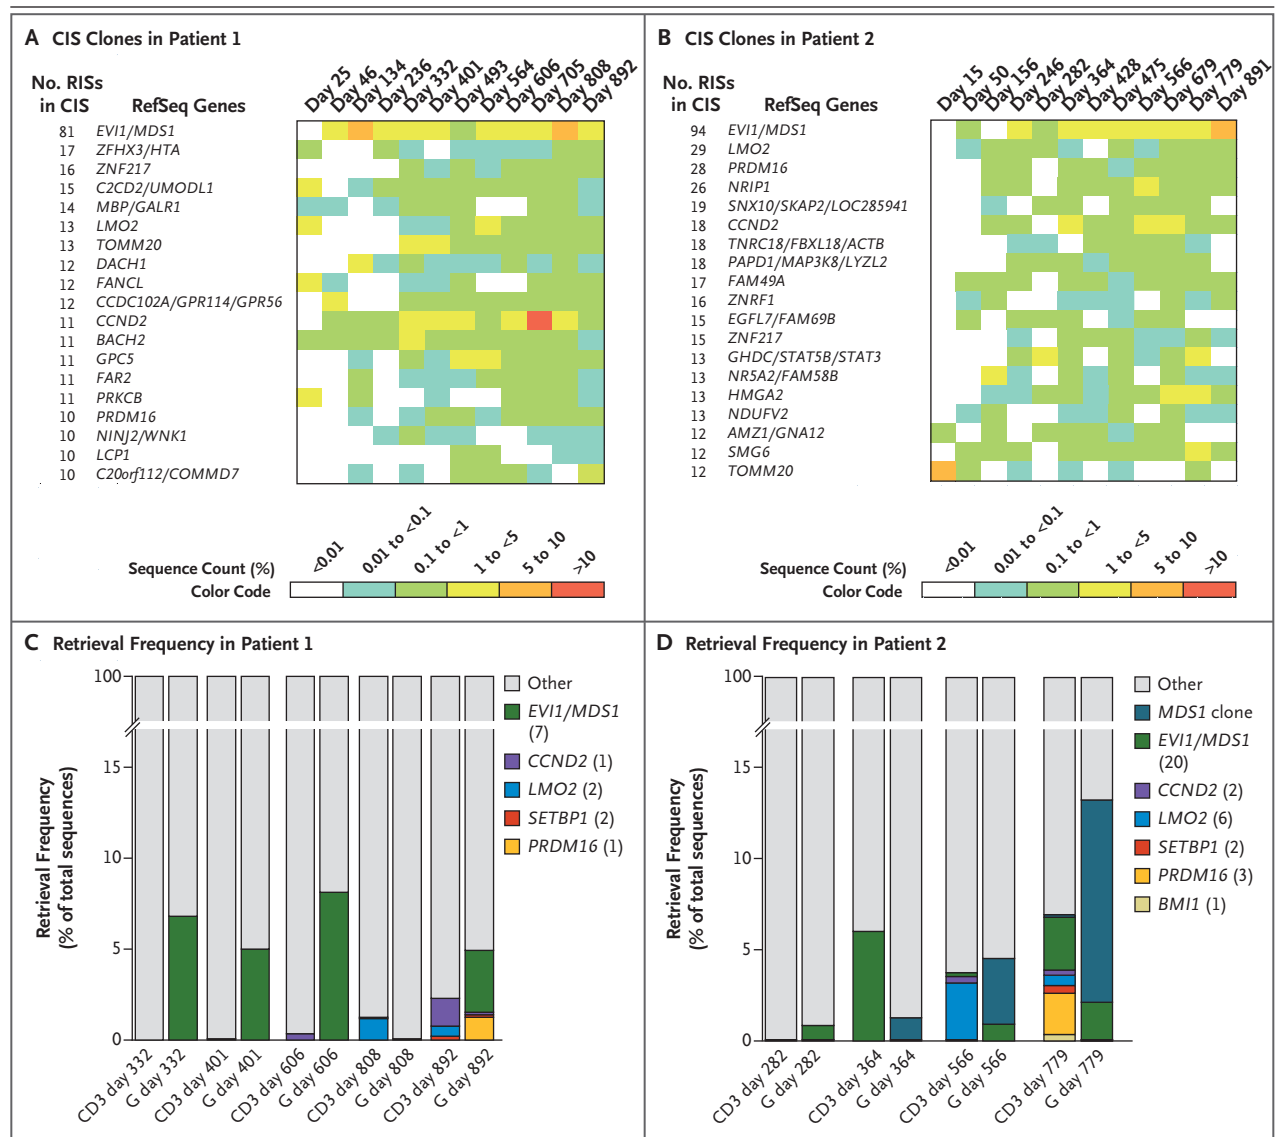 A CIS Clones in Patient 1
No. RISs
in CIS RefSeq Genes
Day 25 Day 46 Day 134 Day 236 Day 332 Day 401 Day 493 Day 564 Day 606 Day 705 Day 808 Day 892
81 EVI1/MDS1
17 ZFHX3/HTA
16 ZNF217
15 C2CD2/UMODL1
14 MBP/GALR1
13 LMO2
13 TOMM20
12 DACH1
12 FANCL
12 CCDC102A/GPR114/GPR56
11 CCND2
11 BACH2
11 GPC5
11 FAR2
11 PRKCB
10 PRDM16
10 NINJ2/WNK1
10 LCP1
10 C20orf112/COMMD7
<0.01 0.01 to <0.1 0.1 to <1 1 to <5 5 to 10 >10
Sequence Count (%)
Color Code
B CIS Clones in Patient 2
No. RISs
in CIS RefSeq Genes
Day 15 Day 50 Day 156 Day 246 Day 282 Day 364 Day 428 Day 475 Day 566 Day 679 Day 779 Day 891
94 EVI1/MDS1
29 LMO2
28 PRDM16
26 NRIP1
19 SNX10/SKAP2/LOC285941
18 CCND2
18 TNRC18/FBXL18/ACTB
18 PAPD1/MAP3K8/LYZL2
17 FAM49A
16 ZNRF1
15 EGFL7/FAM69B
15 ZNF217
13 GHDC/STAT5B/STAT3
13 NR5A2/FAM58B
13 HMGA2
13 NDUFV2
12 AMZ1/GNA12
12 SMG6
12 TOMM20
<0.01 0.01 to <0.1 0.1 to <1 1 to <5 5 to 10 >10
Sequence Count (%)
Color Code
C Retrieval Frequency in Patient 1
Retrieval Frequency
(% of total sequences)
100
15
10
5
0
CD3 day 332 G day 332 CD3 day 401 G day 401 CD3 day 606 G day 606 CD3 day 808 G day 808 CD3 day 892 G day 892
Other
EVI1/MDS1
(7)
CCND2 (1)
LMO2 (2)
SETBP1 (2)
PRDM16 (1)
D Retrieval Frequency in Patient 2
Retrieval Frequency
(% of total sequences)
100
15
10
5
0
CD3 day 282 G day 282 CD3 day 364 G day 364 CD3 day 566 G day 566 CD3 day 779 G day 779
Other
MDS1 clone
EVI1/MDS1
(20)
CCND2 (2)
LMO2 (6)
SETBP1 (2)
PRDM16 (3)
BMI1 (1)